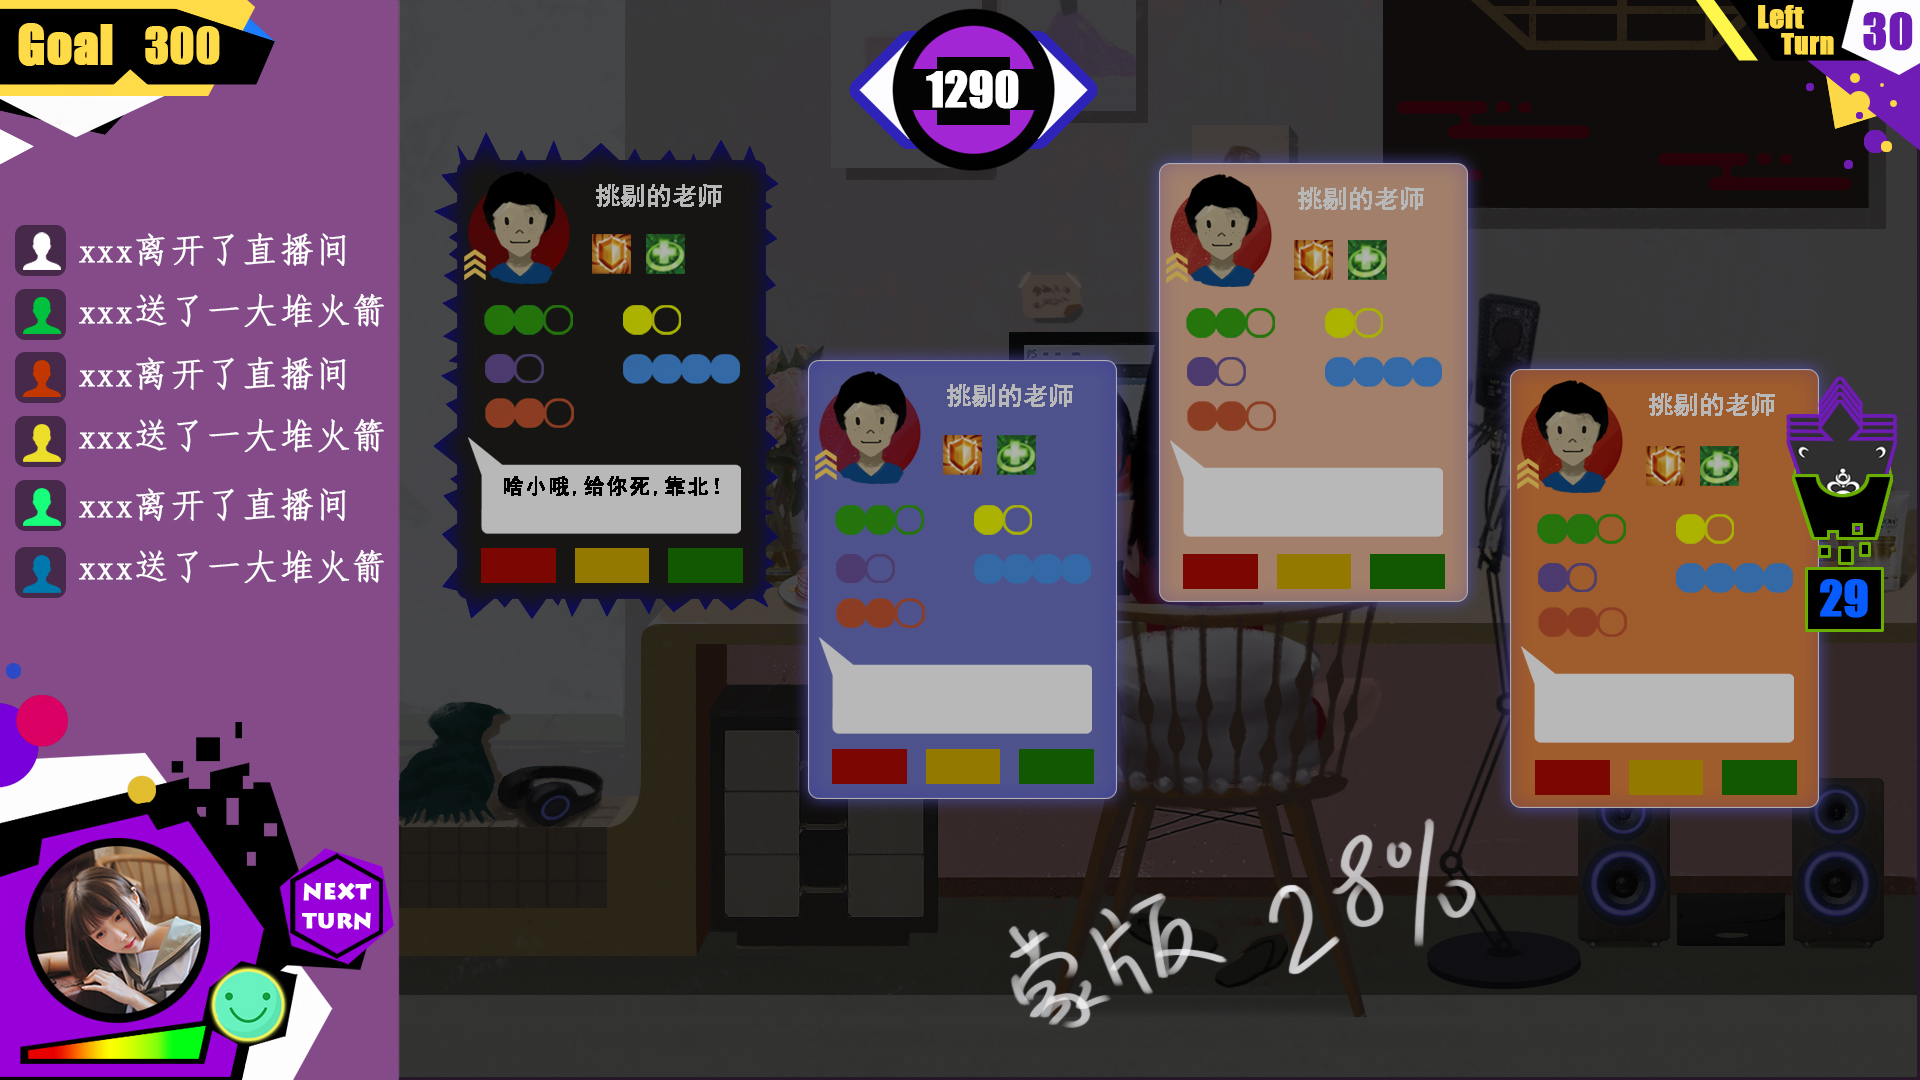 Goal 300
1290
Left
Turn
30
xxx离开了直播间
xxx送了一大堆火箭
xxx离开了直播间
xxx送了一大堆火箭
xxx离开了直播间
xxx送了一大堆火箭
挑剔的老师
啥小哦,给你死,靠北!
挑剔的老师
挑剔的老师
挑剔的老师
29
NEXT
TURN
蒙版 28%